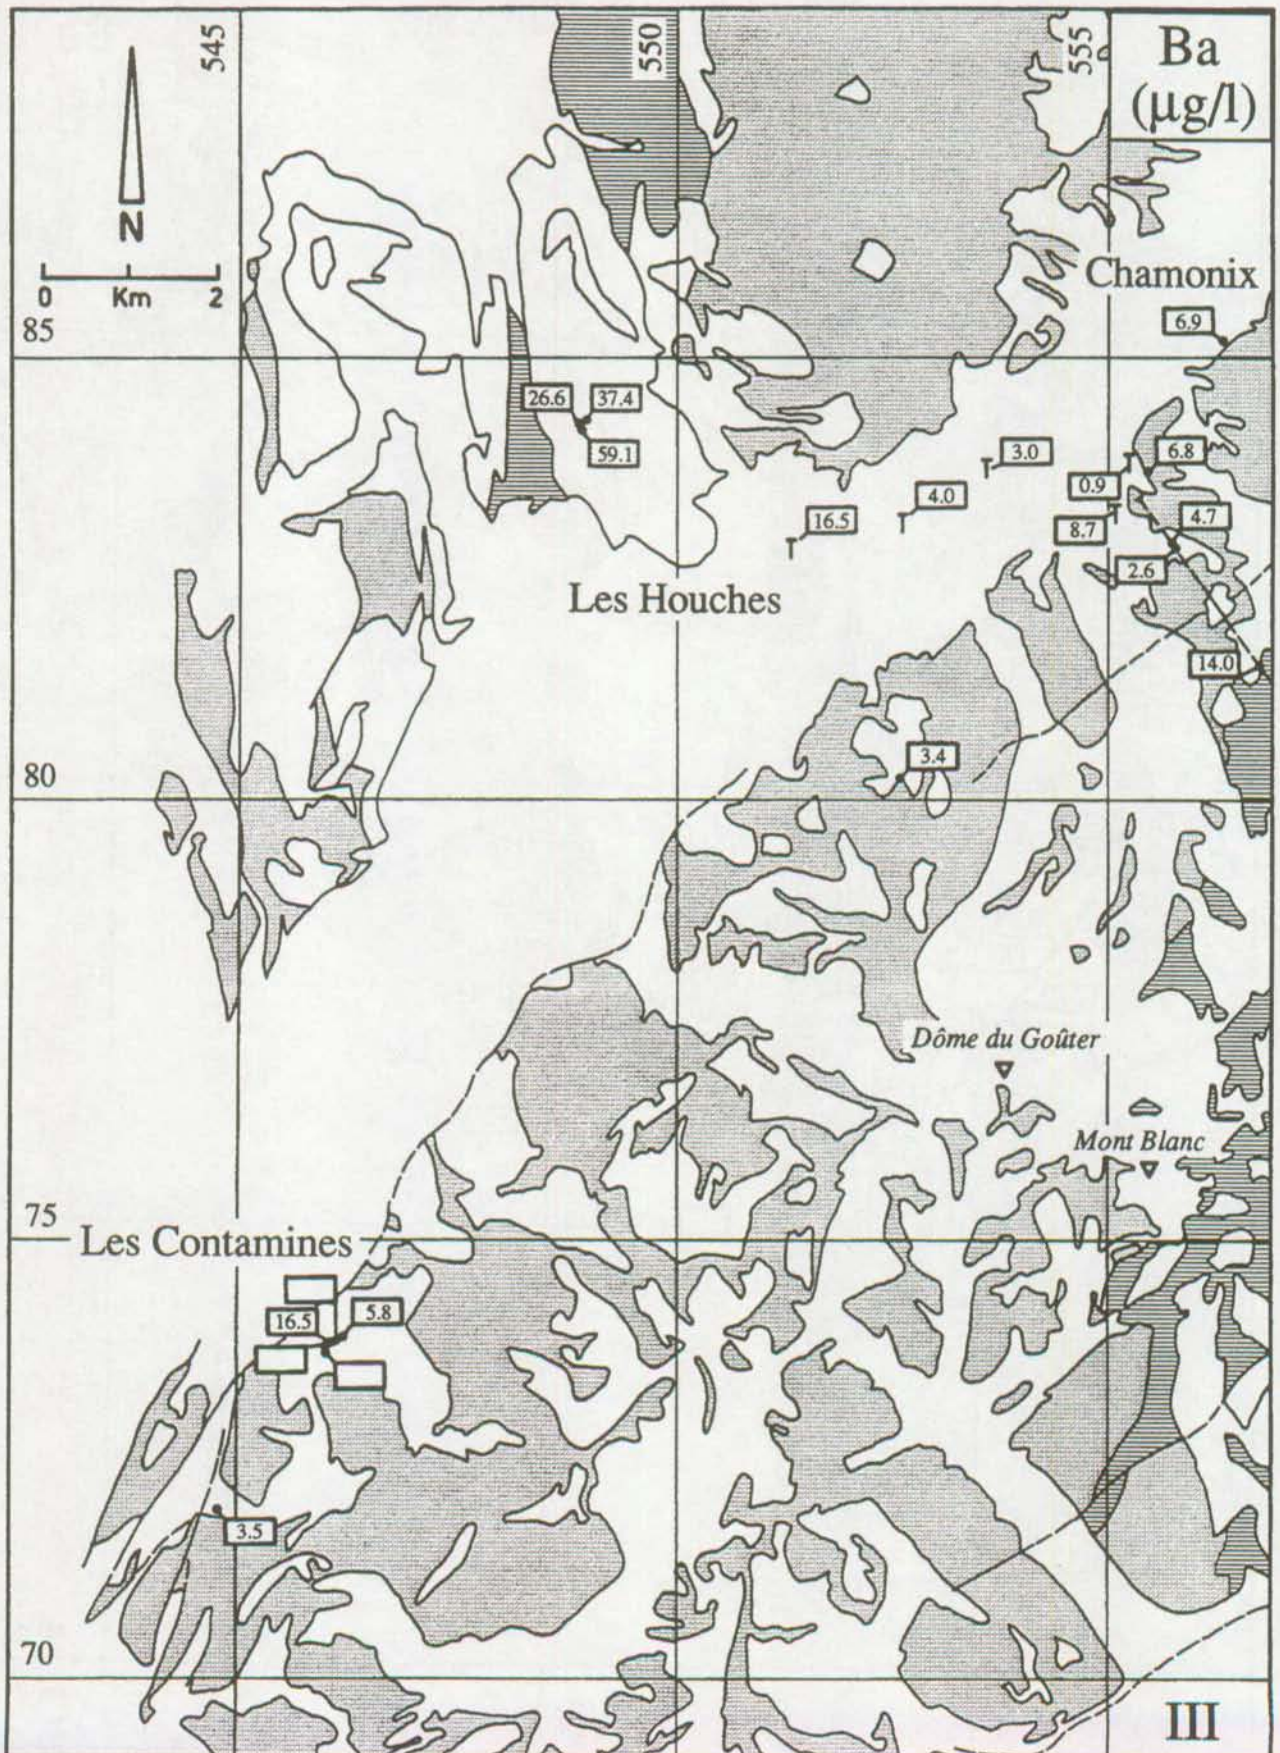 545
550
555
Ba
(μg/l)
N
0 Km 2
Chamonix
6.9
85
26.6
37.4
59.1
3.0
6.8
0.9
4.0
16.5
4.7
8.7
2.6
Les Houches
14.0
3.4
80
Dôme du Goûter
Mont Blanc
75
Les Contamines
16.5
5.8
3.5
70
III